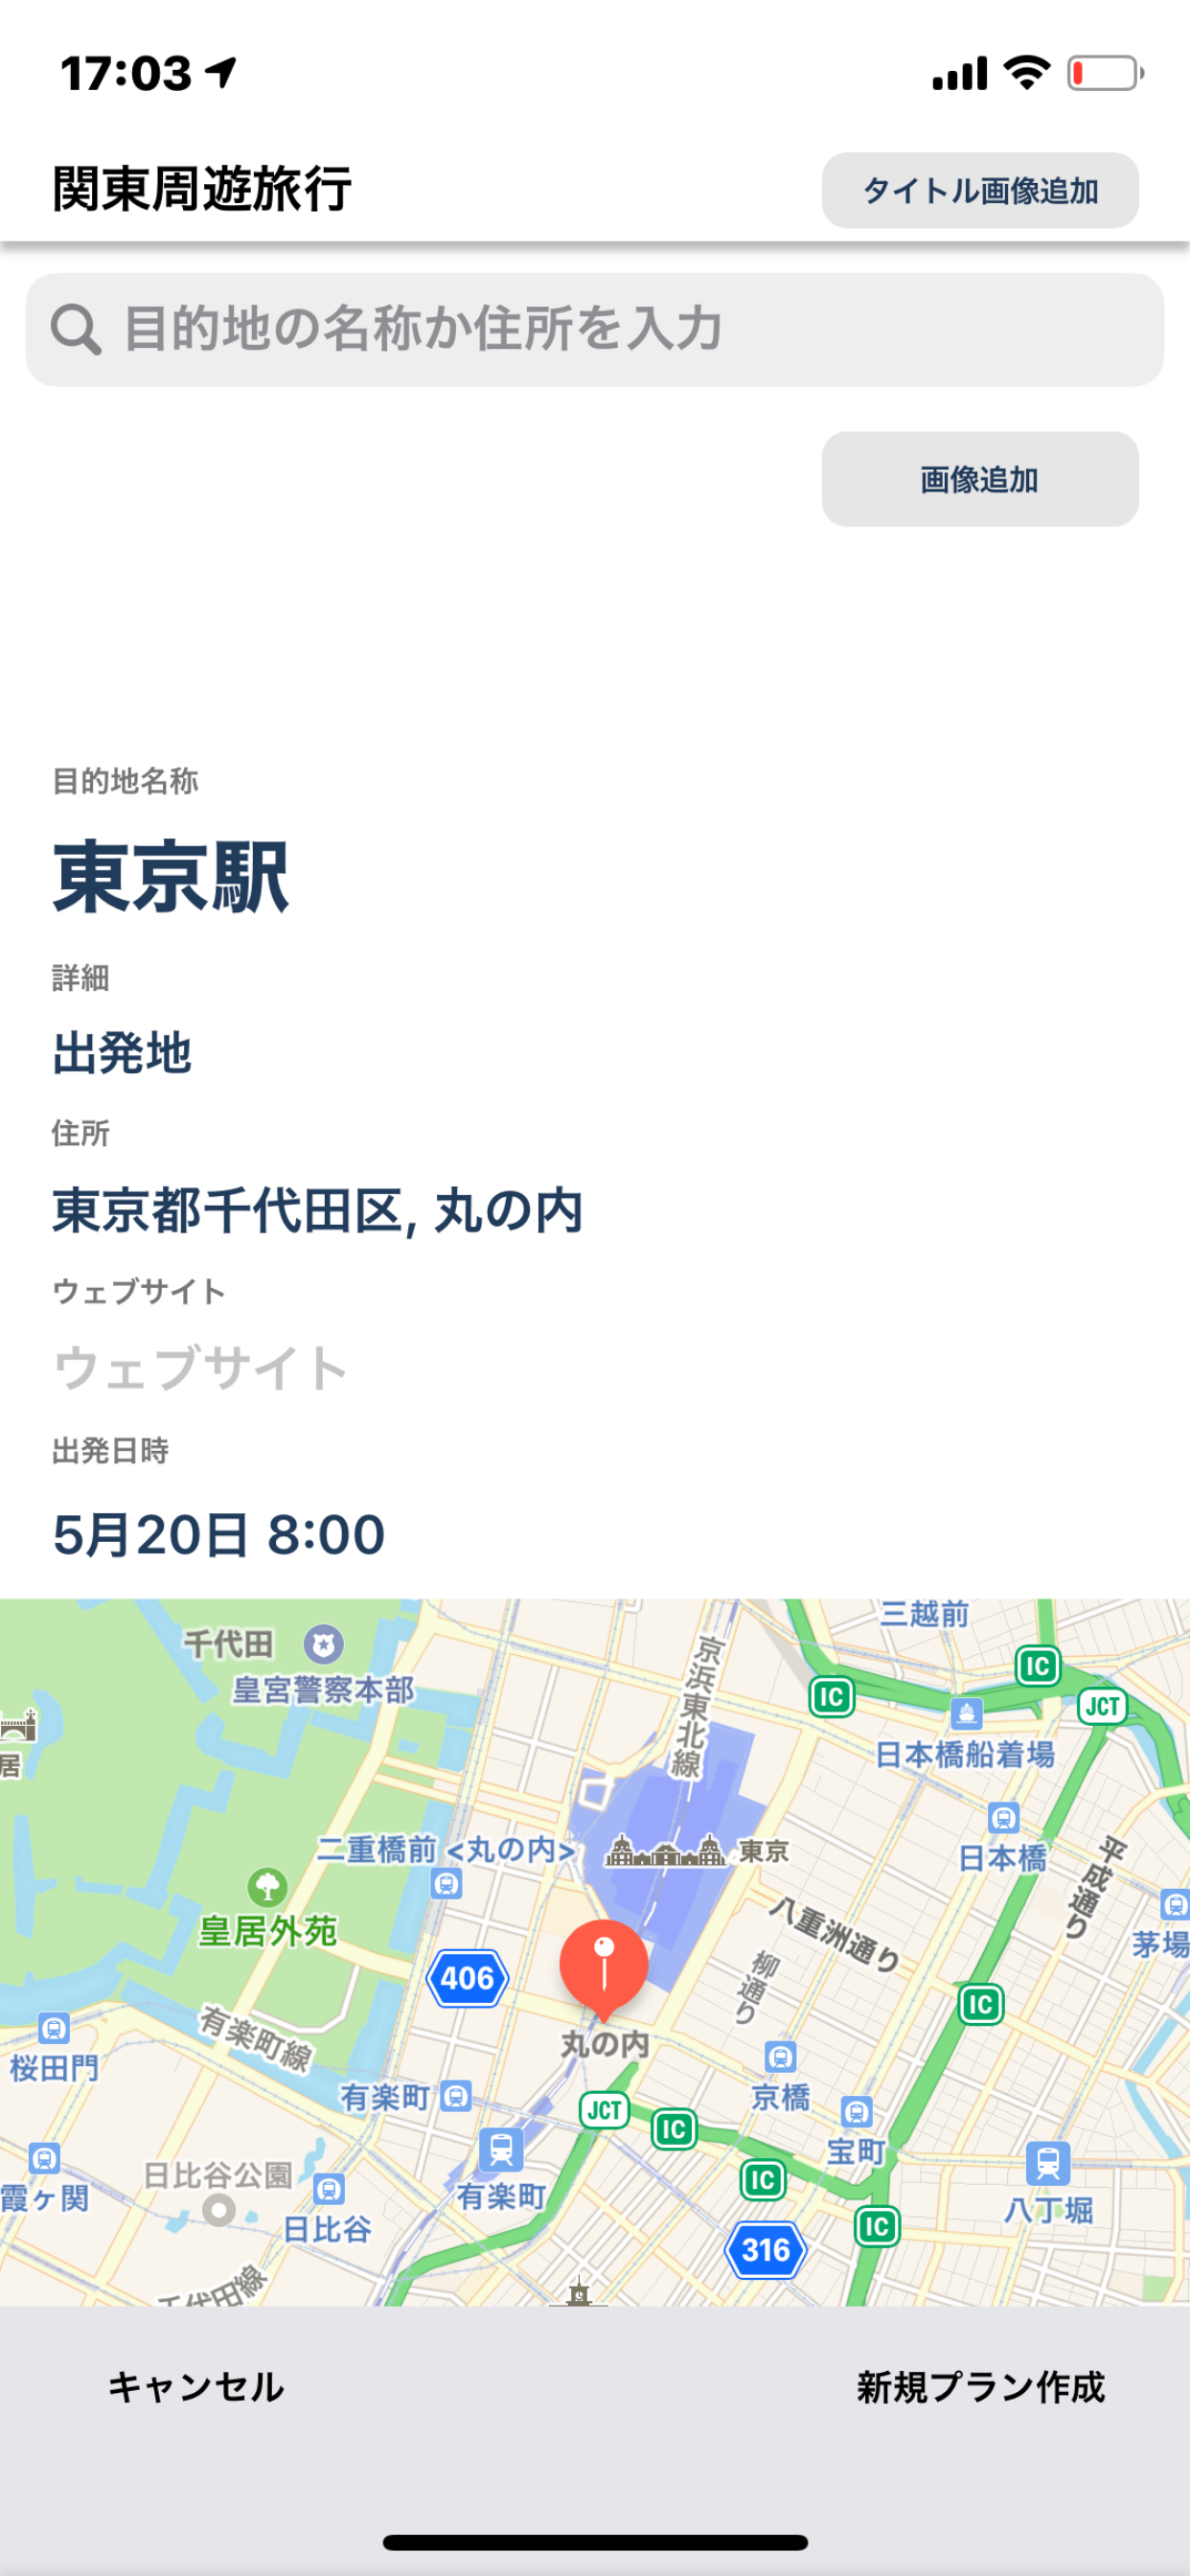 17:03
関東周遊旅行
タイトル画像追加
目的地の名称か住所を入力
画像追加
目的地名称
東京駅
詳細
出発地
住所
東京都千代田区, 丸の内
ウェブサイト
ウェブサイト
出発日時
5月20日 8:00
三越前
千代田
皇宮警察本部
京浜東北線
IC
IC
JCT
居
日本橋船着場
二重橋前 <丸の内>
東京
日本橋
平成通り
皇居外苑
八重洲通り
茅場
406
柳通り
IC
有楽町線
丸の内
桜田門
有楽町
JCT
IC
京橋
宝町
霞ヶ関
日比谷公園
日比谷
有楽町
IC
八丁堀
IC
316
千代田線
キャンセル
新規プラン作成